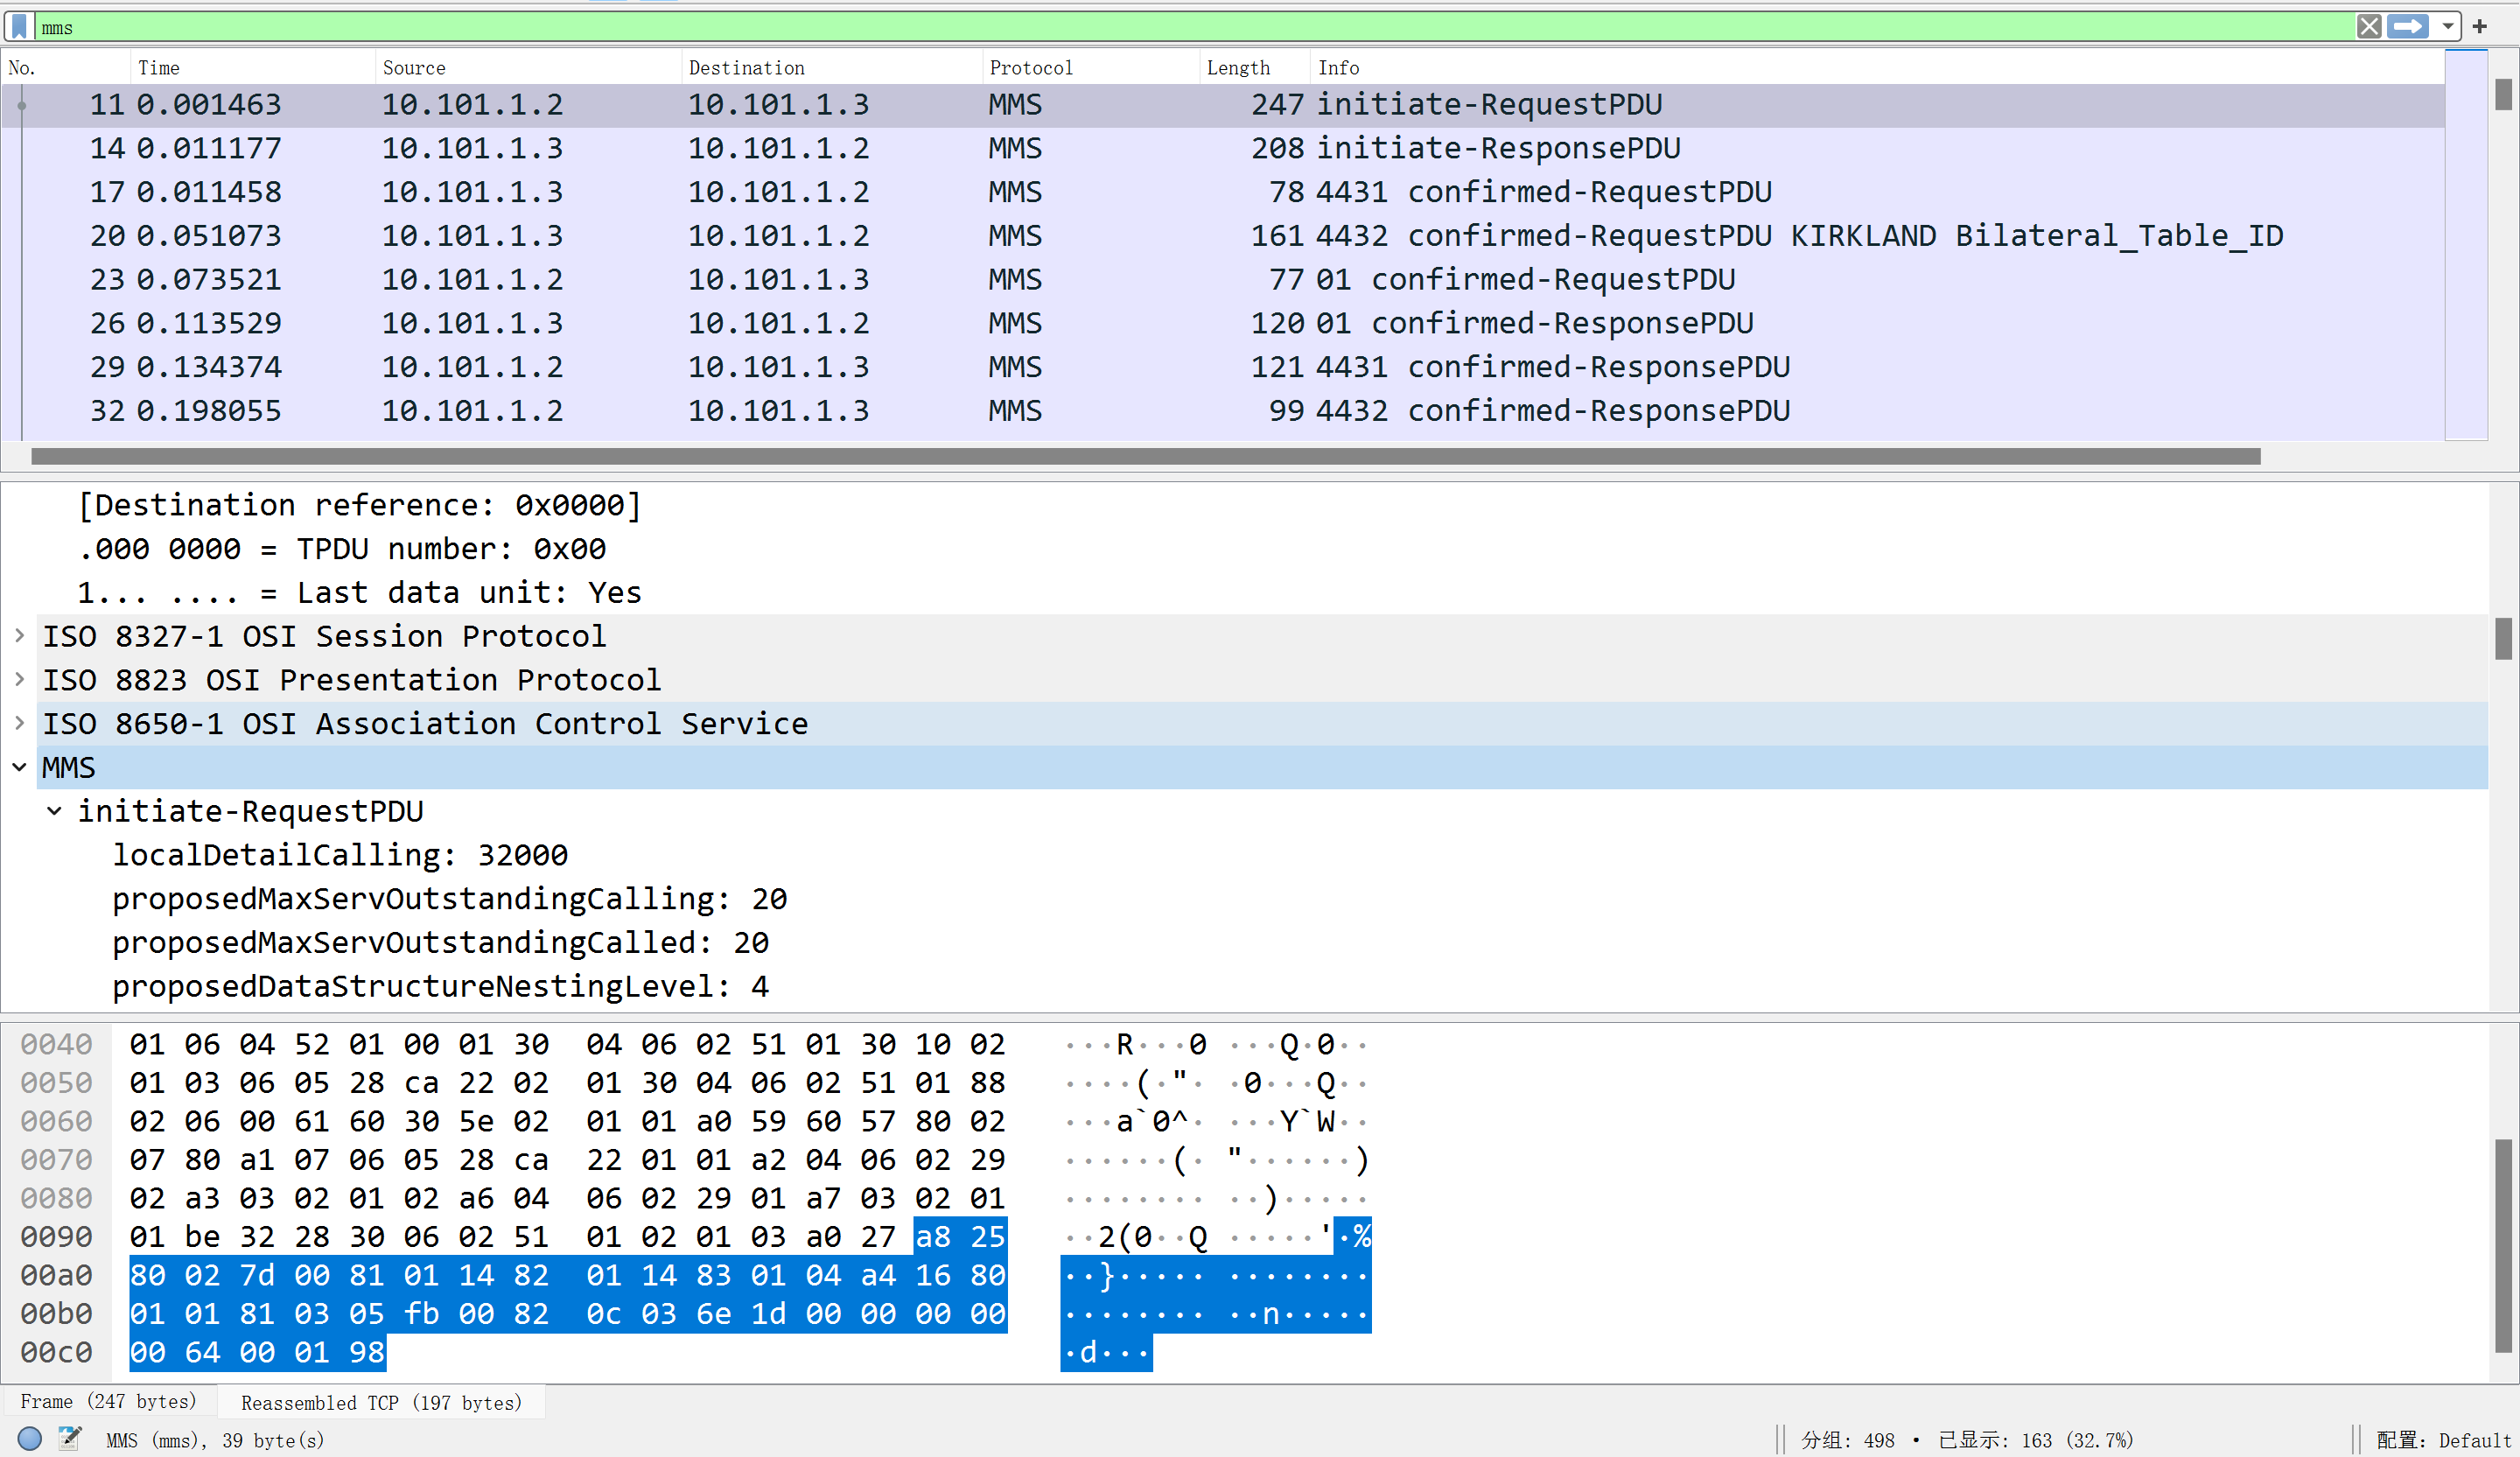 mms
No. Time Source Destination Protocol Length Info
11 0.001463 10.101.1.2 10.101.1.3 MMS 247 initiate-RequestPDU
14 0.011177 10.101.1.3 10.101.1.2 MMS 208 initiate-ResponsePDU
17 0.011458 10.101.1.3 10.101.1.2 MMS 78 4431 confirmed-RequestPDU
20 0.051073 10.101.1.3 10.101.1.2 MMS 161 4432 confirmed-RequestPDU KIRKLAND Bilateral_Table_ID
23 0.073521 10.101.1.2 10.101.1.3 MMS 77 01 confirmed-RequestPDU
26 0.113529 10.101.1.3 10.101.1.2 MMS 120 01 confirmed-ResponsePDU
29 0.134374 10.101.1.2 10.101.1.3 MMS 121 4431 confirmed-ResponsePDU
32 0.198055 10.101.1.2 10.101.1.3 MMS 99 4432 confirmed-ResponsePDU
[Destination reference: 0x0000]
.000 0000 = TPDU number: 0x00
1... .... = Last data unit: Yes
ISO 8327-1 OSI Session Protocol
ISO 8823 OSI Presentation Protocol
ISO 8650-1 OSI Association Control Service
MMS
initiate-RequestPDU
localDetailCalling: 32000
proposedMaxServOutstandingCalling: 20
proposedMaxServOutstandingCalled: 20
proposedDataStructureNestingLevel: 4
0040 01 06 04 52 01 00 01 30 04 06 02 51 01 30 10 02 ···R···0 ···Q·0··
0050 01 03 06 05 28 ca 22 02 01 30 04 06 02 51 01 88 ····(·"· ·0···Q··
0060 02 06 00 61 60 30 5e 02 01 01 a0 59 60 57 80 02 ···a`0^· ···Y`W··
0070 07 80 a1 07 06 05 28 ca 22 01 01 a2 04 06 02 29 ······(· "······)
0080 02 a3 03 02 01 02 a6 04 06 02 29 01 a7 03 02 01 ········ ··)·····
0090 01 be 32 28 30 06 02 51 01 02 01 03 a0 27 a8 25 ··2(0··Q ·····'·%
00a0 80 02 7d 00 81 01 14 82 01 14 83 01 04 a4 16 80 ··}····· ········
00b0 01 01 81 03 05 fb 00 82 0c 03 6e 1d 00 00 00 00 ········ ··n·····
00c0 00 64 00 01 98 ·d···
Frame (247 bytes) Reassembled TCP (197 bytes)
MMS (mms), 39 byte(s) 分组: 498 · 已显示: 163 (32.7%) 配置: Default